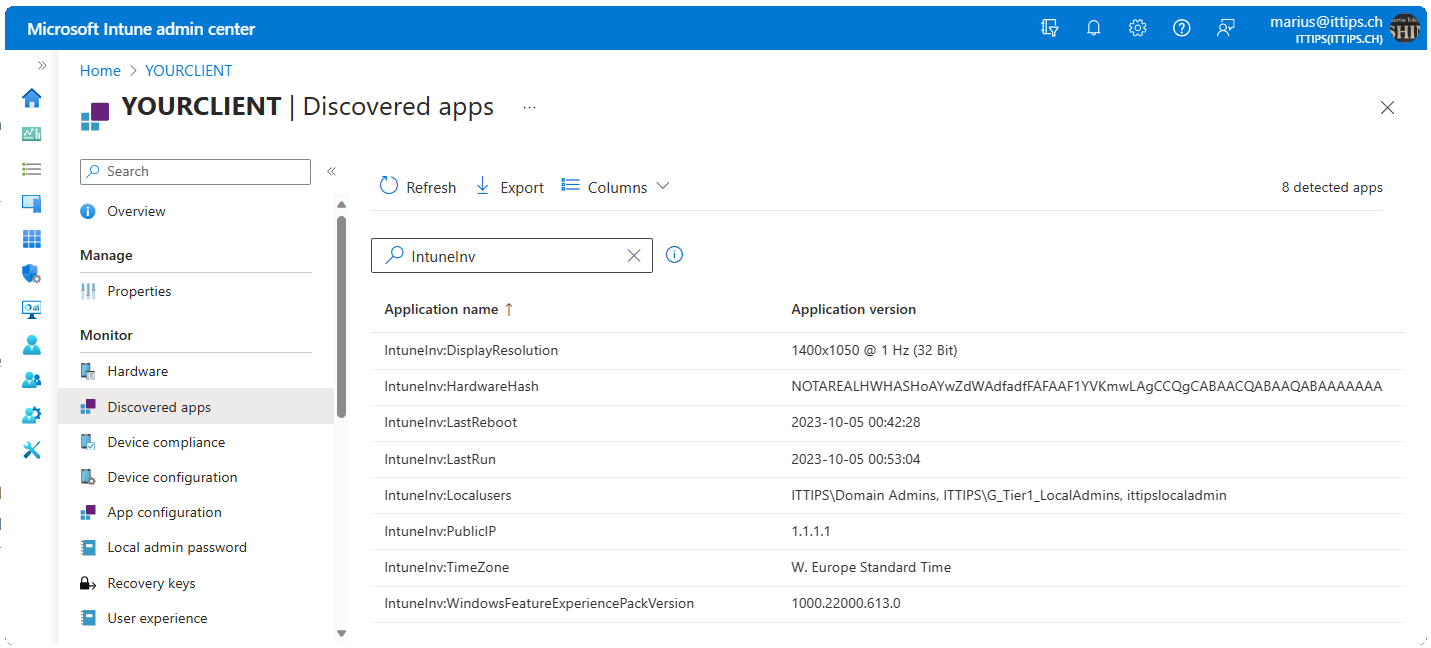 Microsoft Intune admin center
marius@ittips.ch
ITTIPS(ITTIPS.CH)
Home > YOURCLIENT
YOURCLIENT | Discovered apps ...
Search
Overview
Manage
Properties
Monitor
Hardware
Discovered apps
Device compliance
Device configuration
App configuration
Local admin password
Recovery keys
User experience
Refresh Export Columns 8 detected apps
IntuneInv
Application name ↑ Application version
IntuneInv:DisplayResolution 1400x1050 @ 1 Hz (32 Bit)
IntuneInv:HardwareHash NOTAREALHWHASHoAYwZdWAdfadfFAFAAF1YVKmwLAgCCQgCABAACQABAAQABAAAAAAA
IntuneInv:LastReboot 2023-10-05 00:42:28
IntuneInv:LastRun 2023-10-05 00:53:04
IntuneInv:Localusers ITTIPS\Domain Admins, ITTIPS\G_Tier1_LocalAdmins, ittipslocaladmin
IntuneInv:PublicIP 1.1.1.1
IntuneInv:TimeZone W. Europe Standard Time
IntuneInv:WindowsFeatureExperiencePackVersion 1000.22000.613.0